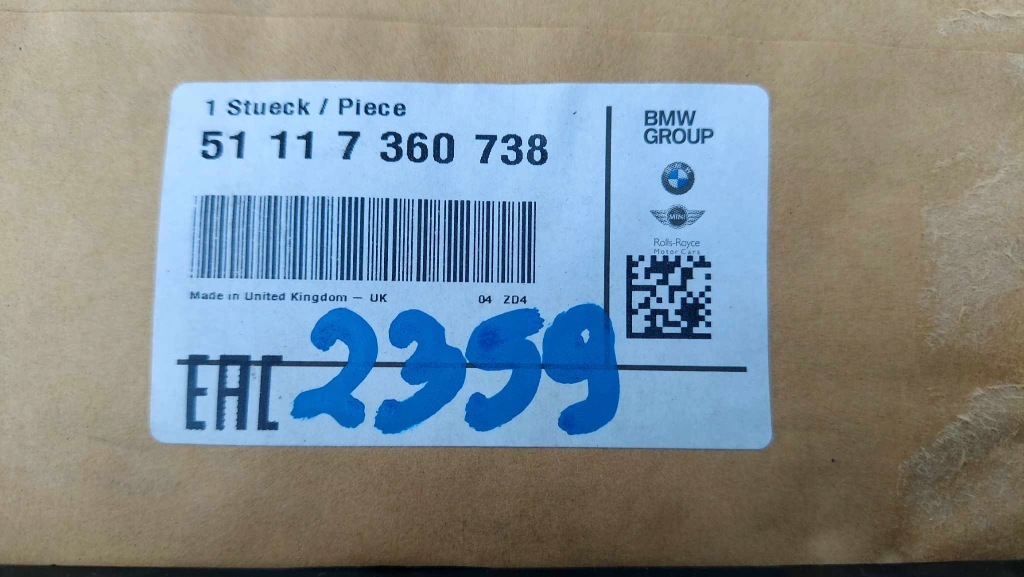 1 Stueck / Piece
51 11 7 360 738
Made in United Kingdom – UK 04 ZD4
BMW
GROUP
MINI
Rolls-Royce
Motor Cars
EAC
2359